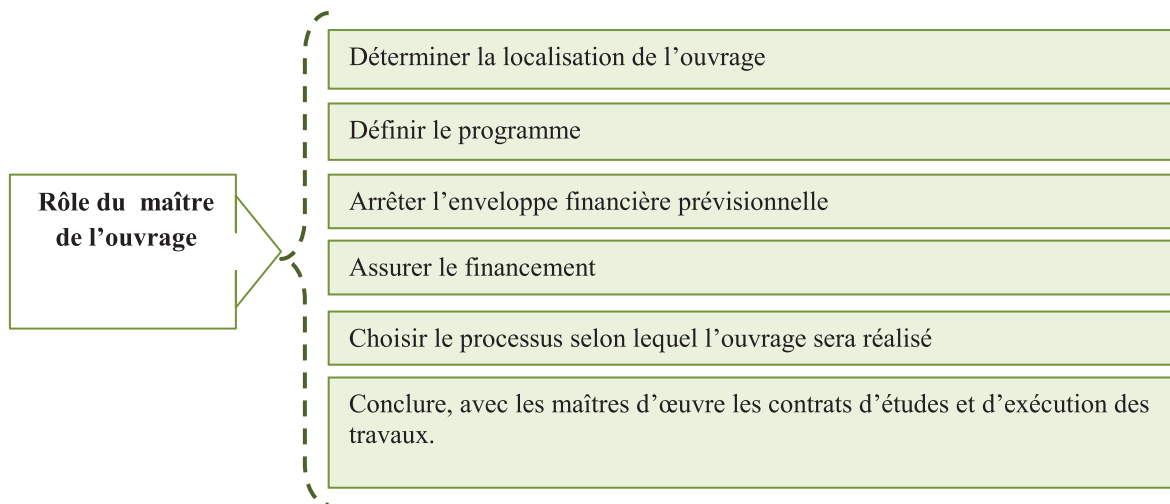 Rôle du maître
de l’ouvrage
Déterminer la localisation de l’ouvrage
Définir le programme
Arrêter l’enveloppe financière prévisionnelle
Assurer le financement
Choisir le processus selon lequel l’ouvrage sera réalisé
Conclure, avec les maîtres d’œuvre les contrats d’études et d’exécution des
travaux.